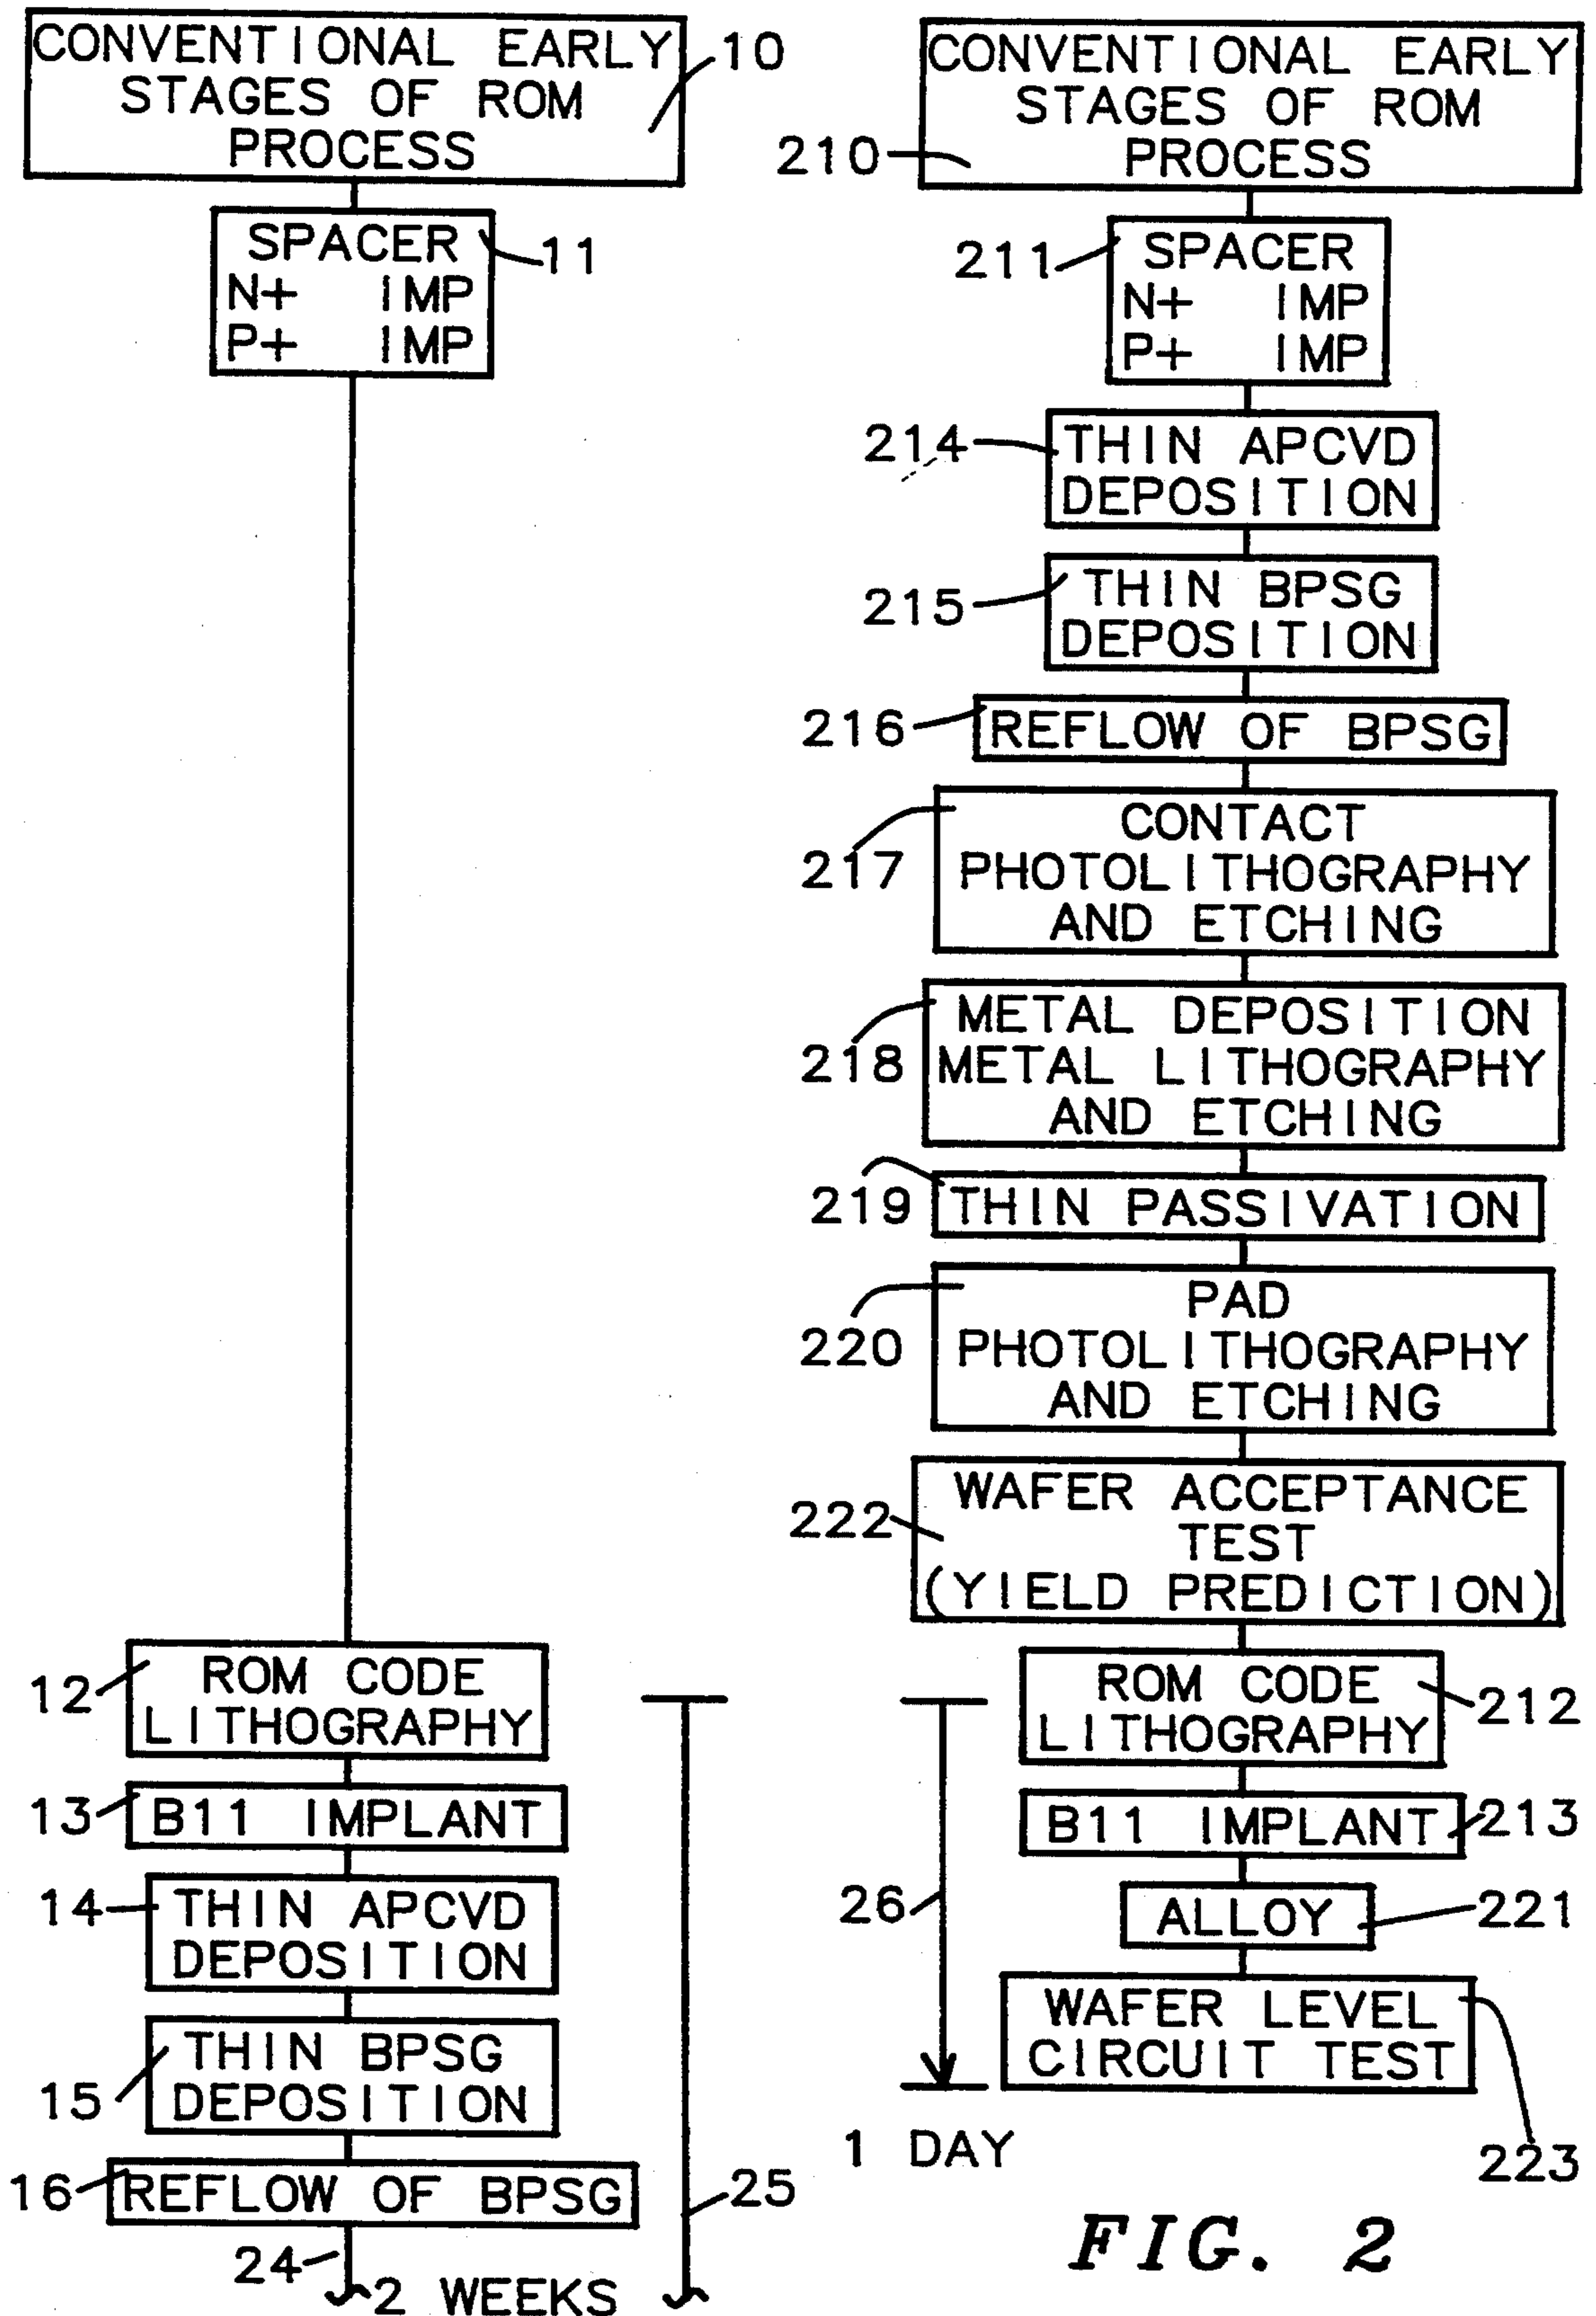 CONVENTIONAL EARLY
STAGES OF ROM
PROCESS
10
SPACER
N+ IMP
P+ IMP
11
12
ROM CODE
LITHOGRAPHY
13
B11 IMPLANT
14
THIN APCVD
DEPOSITION
15
THIN BPSG
DEPOSITION
16
REFLOW OF BPSG
24
2 WEEKS
25
CONVENTIONAL EARLY
STAGES OF ROM
PROCESS
210
211
SPACER
N+ IMP
P+ IMP
214
THIN APCVD
DEPOSITION
215
THIN BPSG
DEPOSITION
216
REFLOW OF BPSG
217
CONTACT
PHOTOLITHOGRAPHY
AND ETCHING
218
METAL DEPOSITION
METAL LITHOGRAPHY
AND ETCHING
219
THIN PASSIVATION
220
PAD
PHOTOLITHOGRAPHY
AND ETCHING
222
WAFER ACCEPTANCE
TEST
(YIELD PREDICTION)
ROM CODE
LITHOGRAPHY
212
B11 IMPLANT
213
26
ALLOY
221
WAFER LEVEL
CIRCUIT TEST
223
1 DAY
FIG. 2